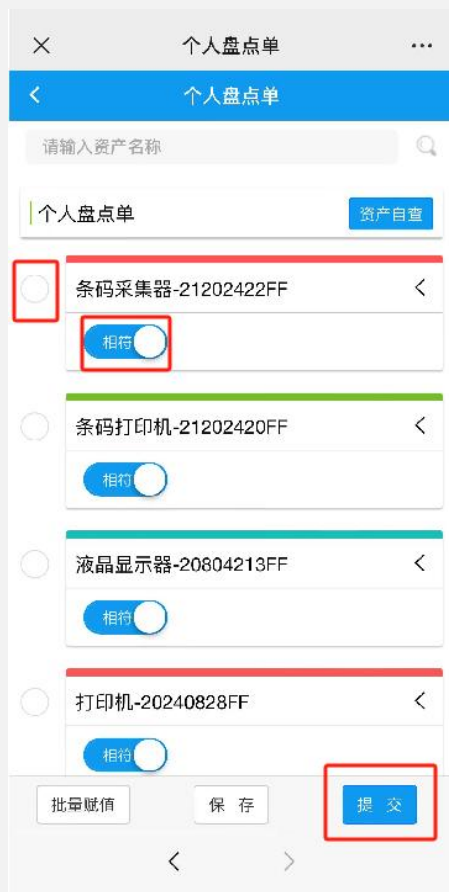 个人盘点单
个人盘点单
请输入资产名称
个人盘点单
资产自查
条码采集器-21202422FF
相符
条码打印机-21202420FF
相符
液晶显示器-20804213FF
相符
打印机-20240828FF
相符
批量赋值
保 存
提 交